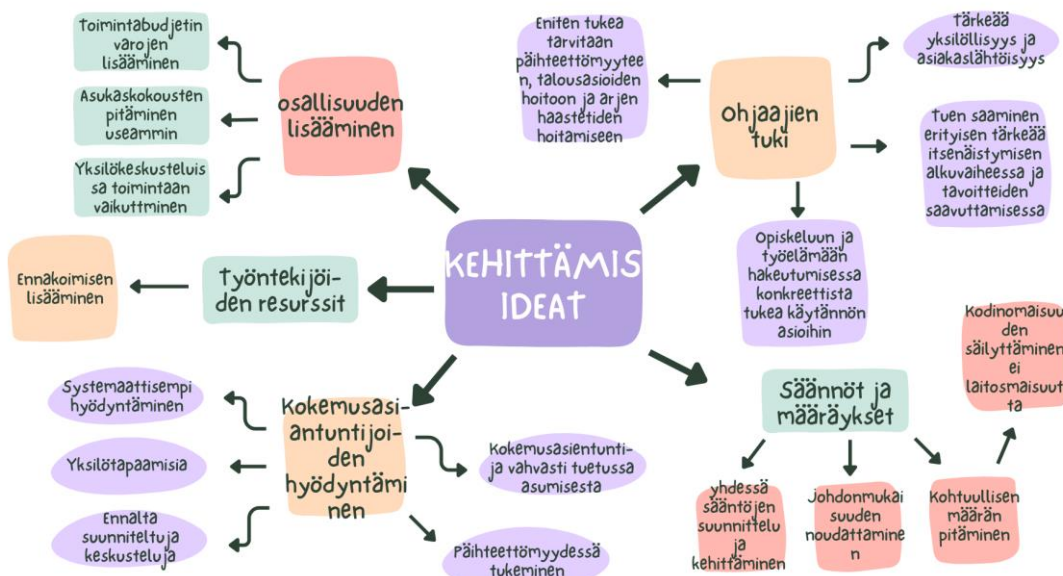 Toimintabudjetin
varojen
lisääminen
Asukaskokousten
pitäminen
useammin
Yksilökeskusteluis
sa toimintaan
vaikuttminen
osallisuuden
lisääminen
Eniten tukea
tarvitaan
päihteettömyytee
n, talousasioiden
hoitoon ja arjen
haastetiden
hoitamiseen
Ohjaajien
tuki
Tärkeää
yksilöllisyys ja
asiakaslähtöisyys
Tuen saaminen
erityisen tärkeää
itsenäistymisen
alkuvaiheessa ja
tavoitteiden
saavuttamisessa
Opiskeluun ja
työelämään
hakeutumisessa
konkreettista
tukea käytännön
asioihin
KEHITTÄMIS
IDEAT
Ennakoimisen
lisääminen
Työntekijöi-
den resurssit
Systemaattisempi
hyödyntäminen
Yksilötapaamisia
Ennalta
suunniteltuja
keskusteluja
Kokemusasi-
antuntijoi-
den
hyödyntämi
nen
Kokemusasientunti-
ja vahvasti tuetussa
asumisesta
Päihteettömyydessä
tukeminen
Säännöt ja
määräykset
yhdessä
sääntöjen
suunnittelu
ja
kehittäminen
Johdonmukai
suuden
noudattamine
n
Kohtuullisen
määrän
pitäminen
Kodinomaisuu
den
säilyttäminen
ei
laitosmaisuut
ta